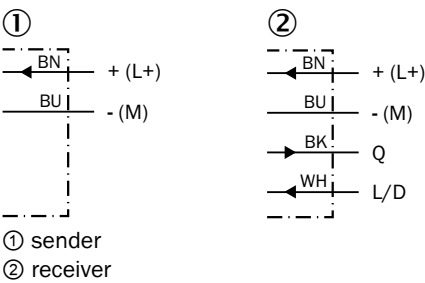 ① ②
BN + (L+) BN + (L+)
BU - (M) BU - (M)
BK Q
WH L/D
① sender
② receiver